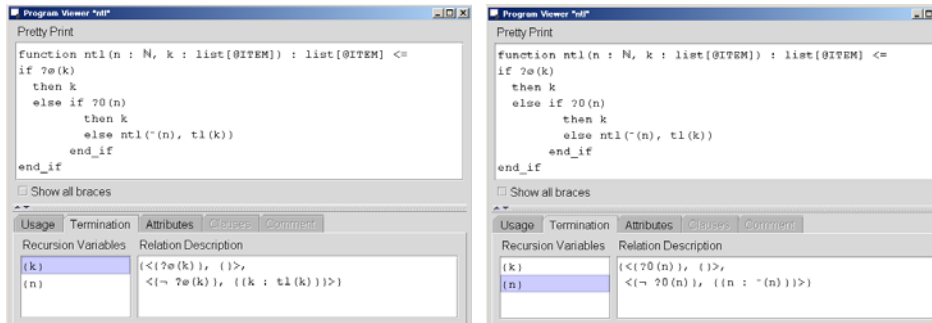 Program Viewer "ntl"
Pretty Print
function ntl(n : ℕ, k : list[@ITEM]) : list[@ITEM] <=
if ?ø(k)
then k
else if ?0(n)
then k
else ntl(⁻(n), tl(k))
end_if
end_if
Show all braces
Usage Termination Attributes Clauses Comment
Recursion Variables Relation Description
{k}
{n}
{<{?ø(k)}, {}>,
<{¬ ?ø(k)}, {{k : tl(k)}}>}
Program Viewer "ntl"
Pretty Print
function ntl(n : ℕ, k : list[@ITEM]) : list[@ITEM] <=
if ?ø(k)
then k
else if ?0(n)
then k
else ntl(⁻(n), tl(k))
end_if
end_if
Show all braces
Usage Termination Attributes Clauses Comment
Recursion Variables Relation Description
{k}
{n}
{<{?0(n)}, {}>,
<{¬ ?0(n)}, {{n : ⁻(n)}}>}